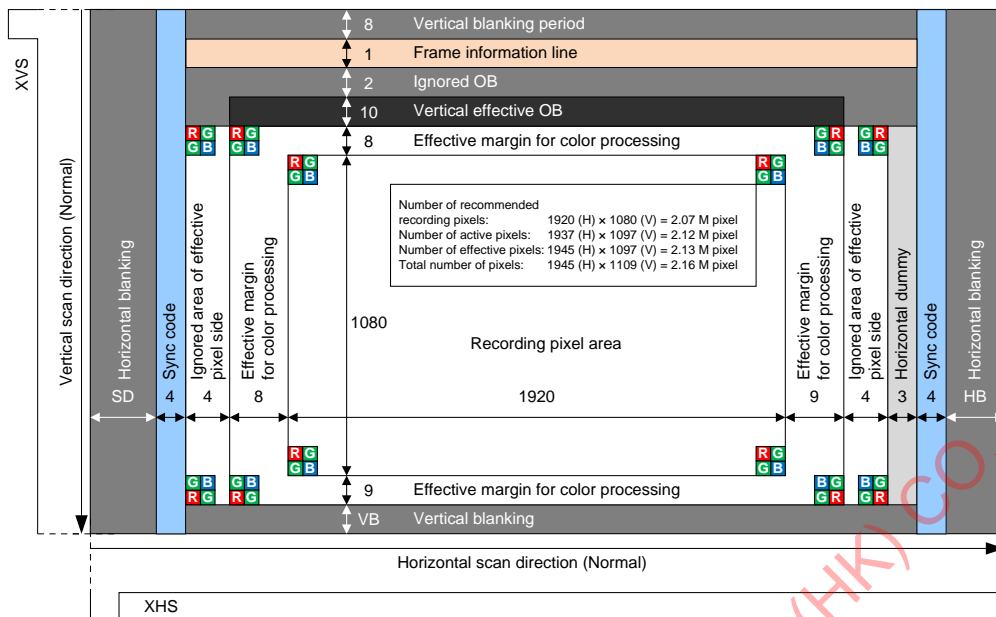 XVS
Vertical scan direction (Normal)
8 Vertical blanking period
1 Frame information line
2 Ignored OB
10 Vertical effective OB
8 Effective margin for color processing
R G R G G R G R
G B G B B G B G
R G R G
G B G B
Number of recommended
recording pixels: 1920 (H) × 1080 (V) = 2.07 M pixel
Number of active pixels: 1937 (H) × 1097 (V) = 2.12 M pixel
Number of effective pixels: 1945 (H) × 1097 (V) = 2.13 M pixel
Total number of pixels: 1945 (H) × 1109 (V) = 2.16 M pixel
Horizontal blanking
Sync code
Ignored area of effective
pixel side
Effective margin
for color processing
1080
Recording pixel area
Effective margin
for color processing
Ignored area of effective
pixel side
Horizontal dummy
Sync code
Horizontal blanking
SD 4 4 8 1920 9 4 3 4 HB
R G R G
G B G B
G B G B B G B G
R G R G G R G R
9 Effective margin for color processing
VB Vertical blanking
Horizontal scan direction (Normal)
XHS
(HK) CO